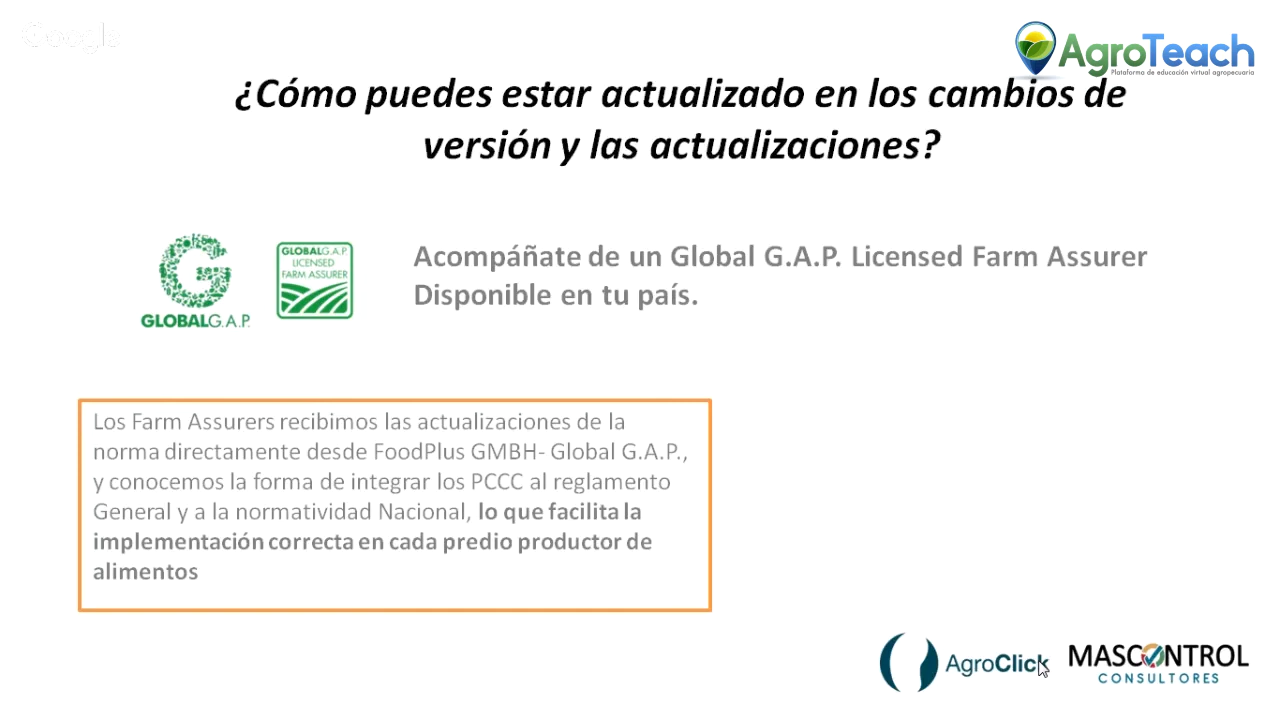 Google
AgroTeach
Plataforma de educación virtual agropecuaria
¿Cómo puedes estar actualizado en los cambios de
versión y las actualizaciones?
GLOBALG.A.P.
GLOBALG.A.P.
LICENSED
FARM ASSURER
Acompáñate de un Global G.A.P. Licensed Farm Assurer
Disponible en tu país.
Los Farm Assurers recibimos las actualizaciones de la
norma directamente desde FoodPlus GMBH- Global G.A.P.,
y conocemos la forma de integrar los PCCC al reglamento
General y a la normatividad Nacional, lo que facilita la
implementación correcta en cada predio productor de
alimentos
AgroClick
MASCONTROL
CONSULTORES